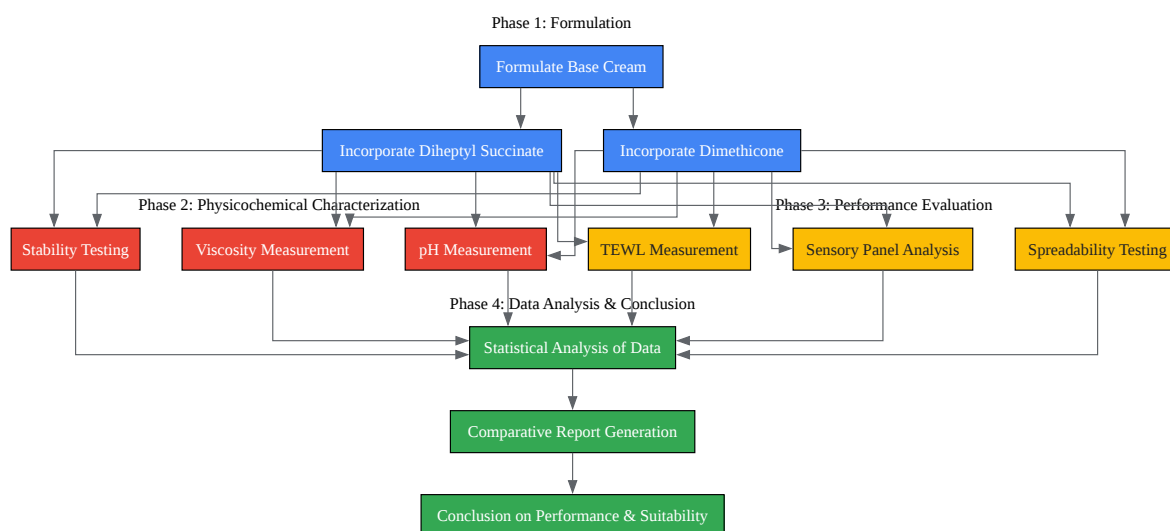 Phase 1: Formulation
Formulate Base Cream
Incorporate Diheptyl Succinate
Incorporate Dimethicone
Phase 2: Physicochemical Characterization
Phase 3: Performance Evaluation
Stability Testing
Viscosity Measurement
pH Measurement
TEWL Measurement
Sensory Panel Analysis
Spreadability Testing
Phase 4: Data Analysis & Conclusion
Statistical Analysis of Data
Comparative Report Generation
Conclusion on Performance & Suitability